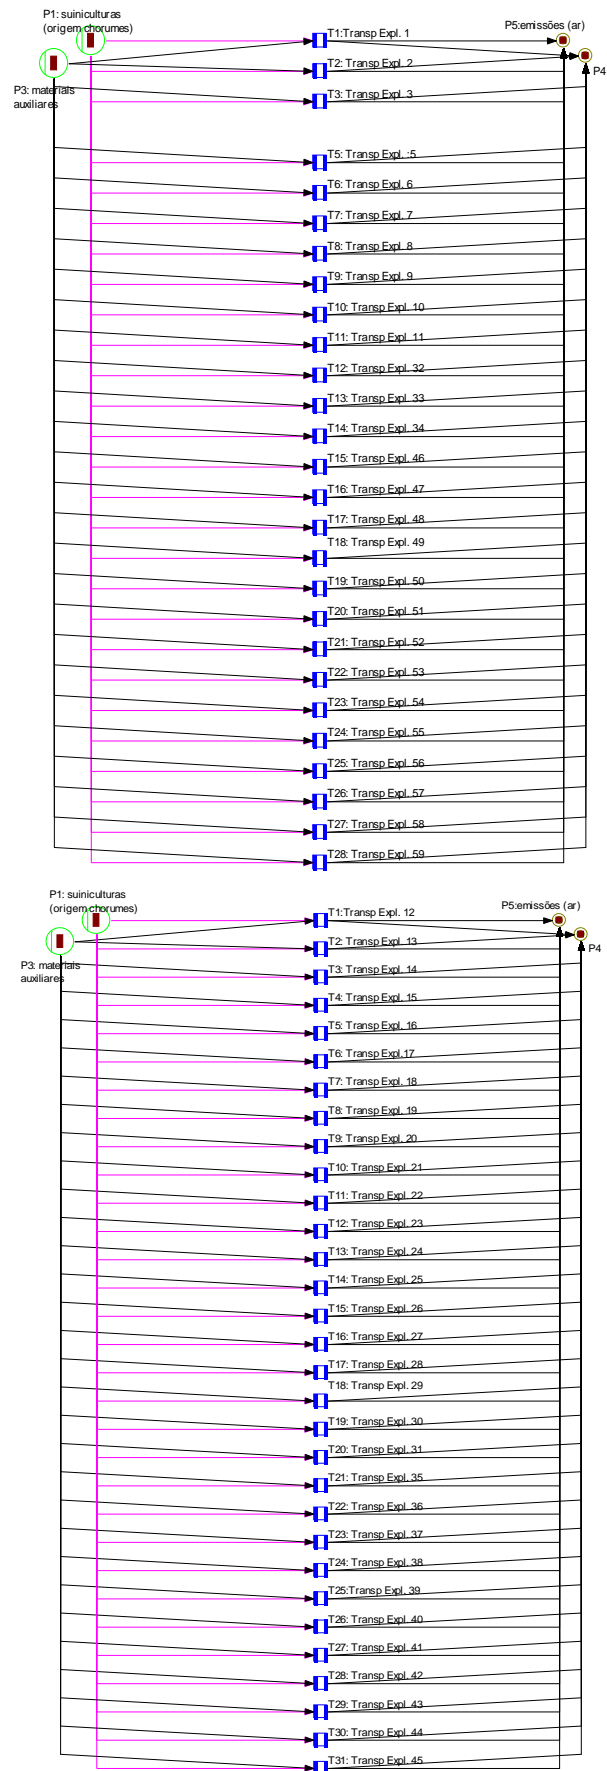 P1: suiniculturas
(origem chorumes)
T1:Transp Expl. 1
P5:emissões (ar)
T2: Transp Expl. 2
P4
P3: materiais
auxiliares
T3: Transp Expl. 3
T5: Transp Expl. :5
T6: Transp Expl. 6
T7: Transp Expl. 7
T8: Transp Expl. 8
T9: Transp Expl. 9
T10: Transp Expl. 10
T11: Transp Expl. 11
T12: Transp Expl. 32
T13: Transp Expl. 33
T14: Transp Expl. 34
T15: Transp Expl. 46
T16: Transp Expl. 47
T17: Transp Expl. 48
T18: Transp Expl. 49
T19: Transp Expl. 50
T20: Transp Expl. 51
T21: Transp Expl. 52
T22: Transp Expl. 53
T23: Transp Expl. 54
T24: Transp Expl. 55
T25: Transp Expl. 56
T26: Transp Expl. 57
T27: Transp Expl. 58
T28: Transp Expl. 59
P1: suiniculturas
(origem chorumes)
T1:Transp Expl. 12
P5:emissões (ar)
T2: Transp Expl. 13
P4
P3: materiais
auxiliares
T3: Transp Expl. 14
T4: Transp Expl. 15
T5: Transp Expl. 16
T6: Transp Expl.17
T7: Transp Expl. 18
T8: Transp Expl. 19
T9: Transp Expl. 20
T10: Transp Expl. 21
T11: Transp Expl. 22
T12: Transp Expl. 23
T13: Transp Expl. 24
T14: Transp Expl. 25
T15: Transp Expl. 26
T16: Transp Expl. 27
T17: Transp Expl. 28
T18: Transp Expl. 29
T19: Transp Expl. 30
T20: Transp Expl. 31
T21: Transp Expl. 35
T22: Transp Expl. 36
T23: Transp Expl. 37
T24: Transp Expl. 38
T25:Transp Expl. 39
T26: Transp Expl. 40
T27: Transp Expl. 41
T28: Transp Expl. 42
T29: Transp Expl. 43
T30: Transp Expl. 44
T31: Transp Expl. 45